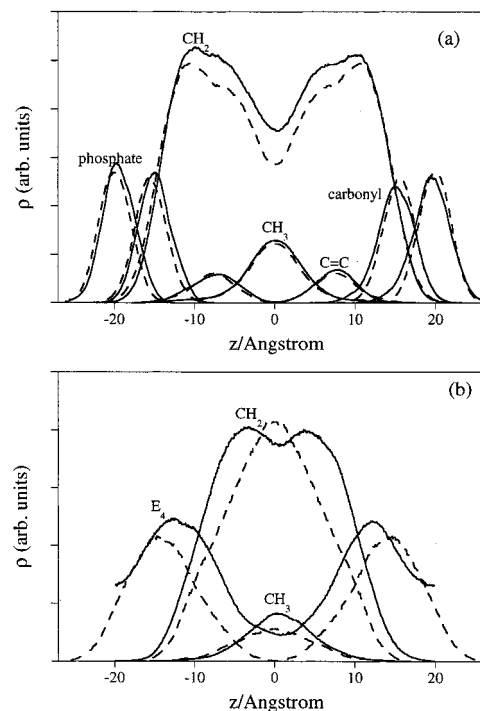 (a)
CH2
phosphate
carbonyl
CH3
C=C
ρ (arb. units)
-20 -10 0 10 20
z/Angstrom
(b)
CH2
E4
CH3
ρ (arb. units)
-20 -10 0 10 20
z/Angstrom